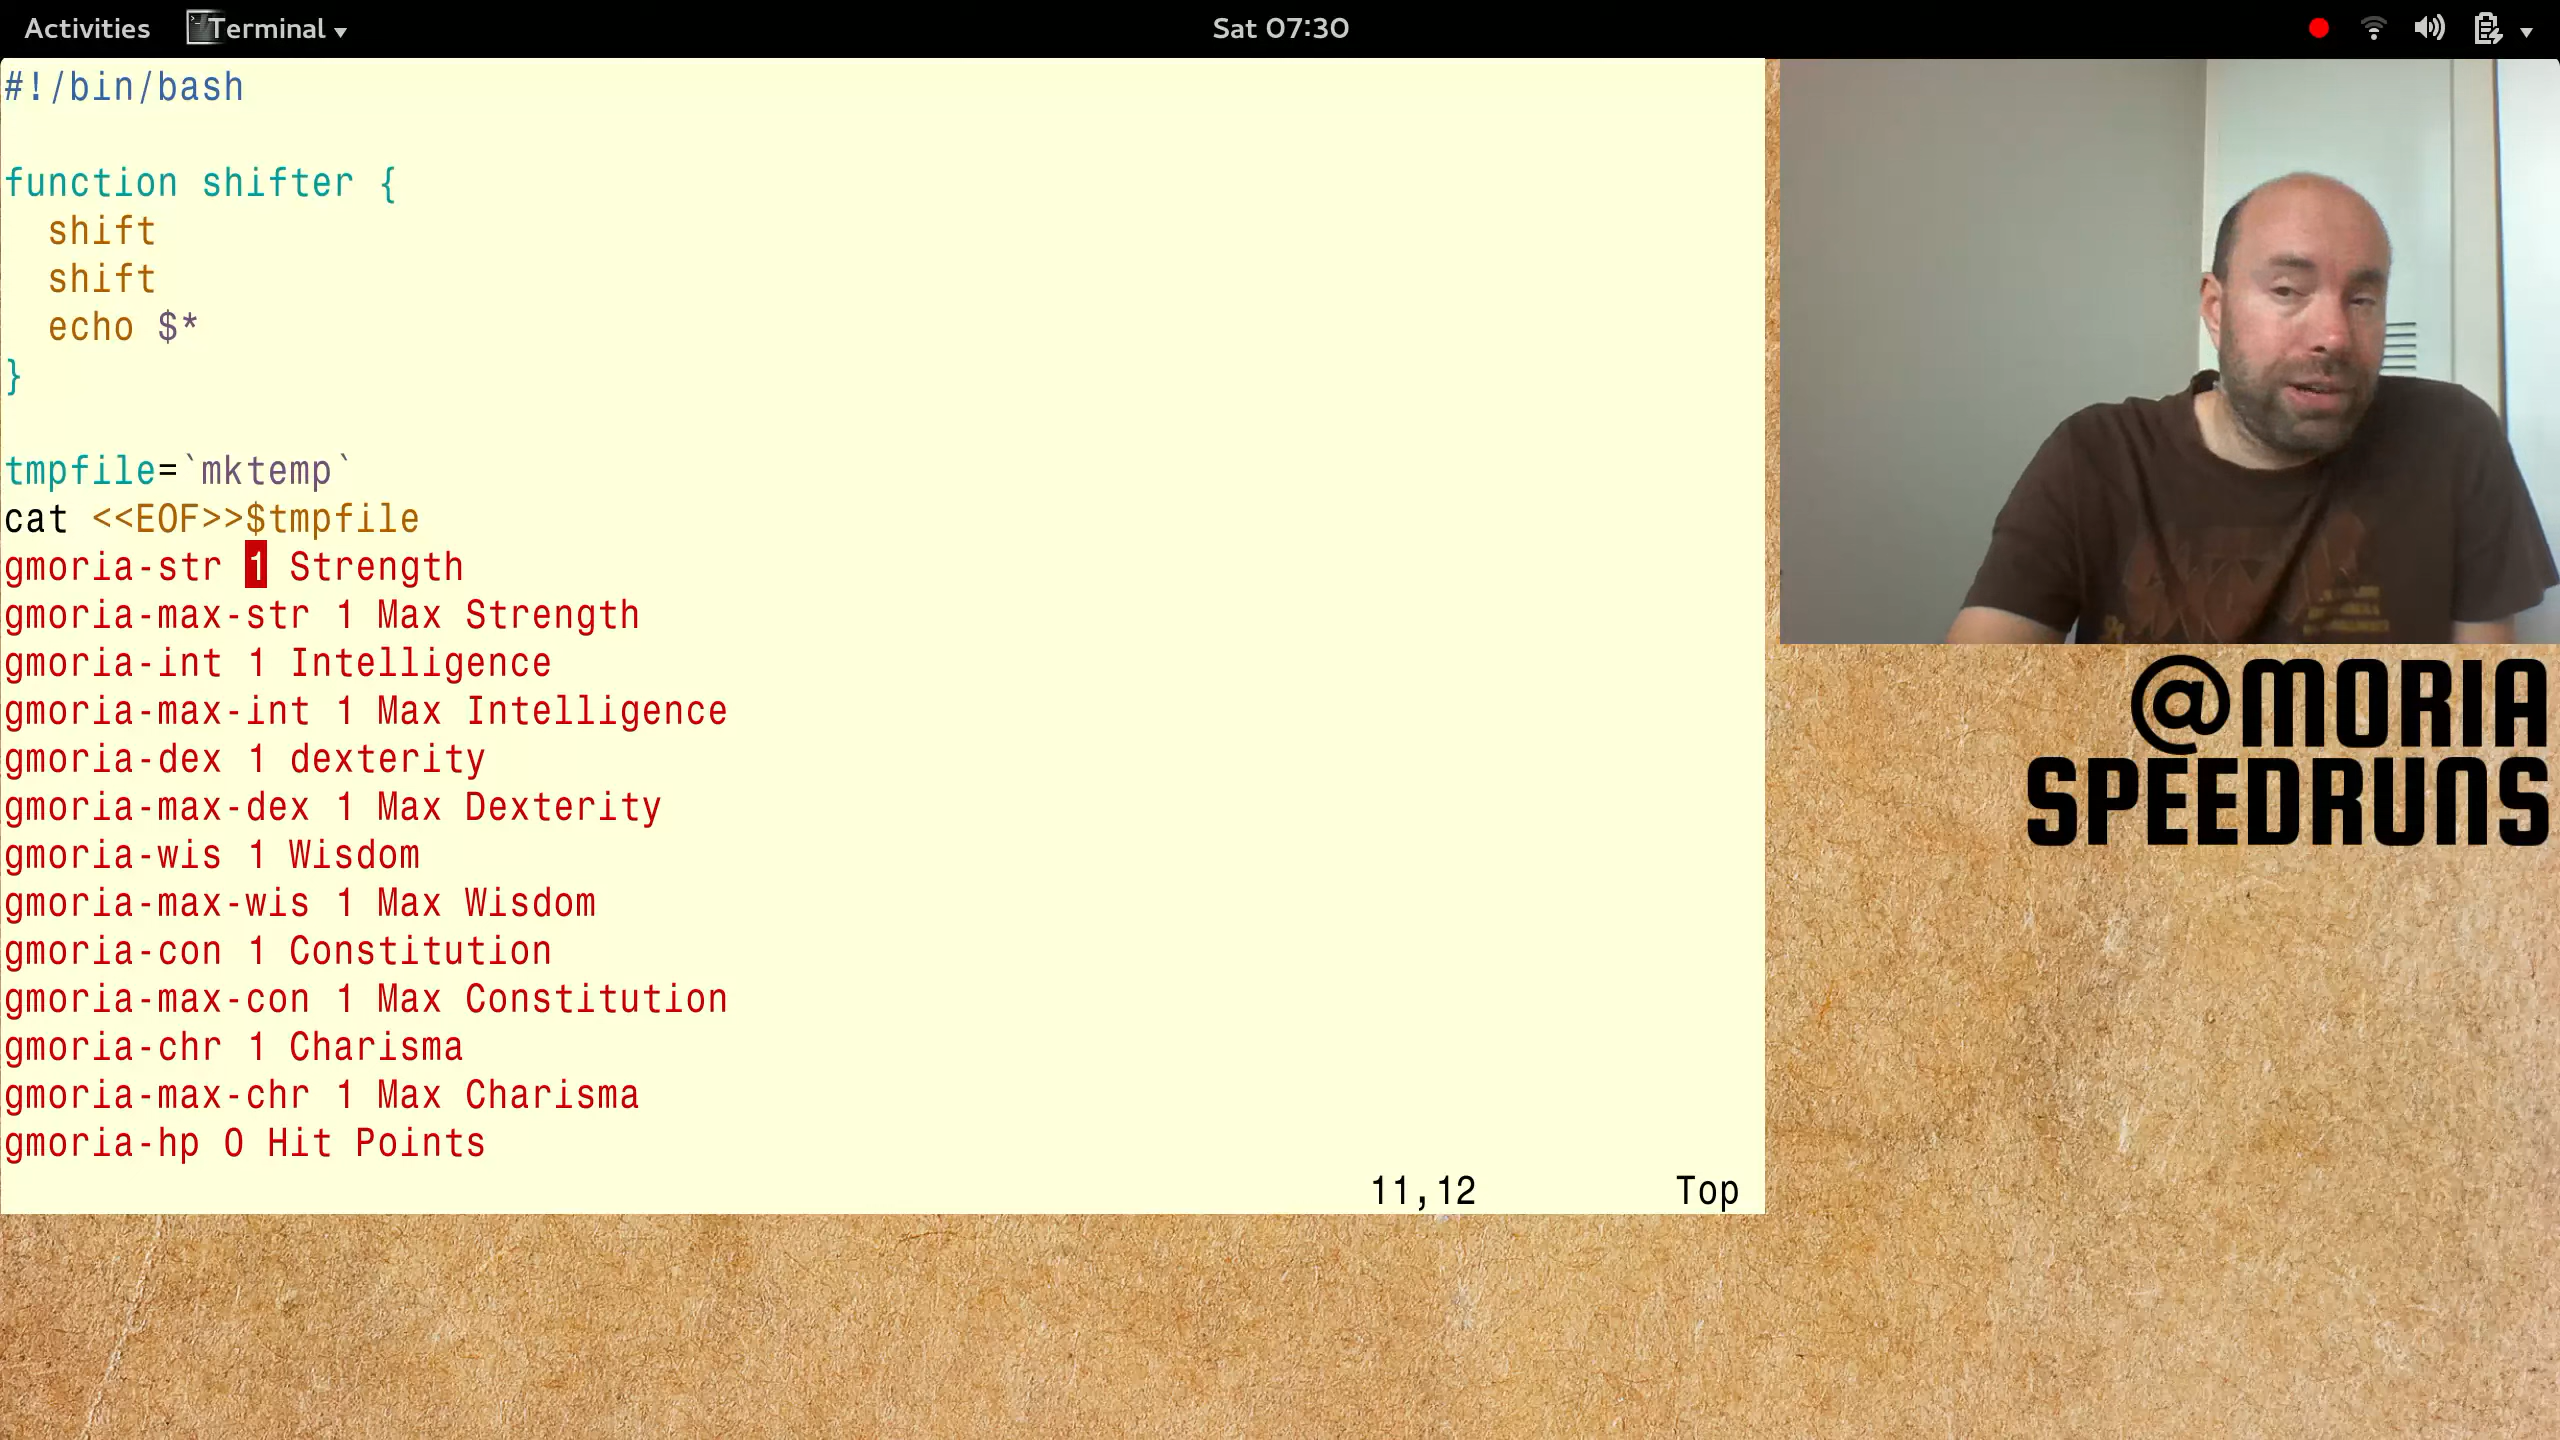 Activities Terminal Sat 07:30
#!/bin/bash
function shifter {
shift
shift
echo $*
}
tmpfile=`mktemp`
cat <<EOF>>$tmpfile
gmoria-str 1 Strength
gmoria-max-str 1 Max Strength
gmoria-int 1 Intelligence
gmoria-max-int 1 Max Intelligence
gmoria-dex 1 dexterity
gmoria-max-dex 1 Max Dexterity
gmoria-wis 1 Wisdom
gmoria-max-wis 1 Max Wisdom
gmoria-con 1 Constitution
gmoria-max-con 1 Max Constitution
gmoria-chr 1 Charisma
gmoria-max-chr 1 Max Charisma
gmoria-hp 0 Hit Points
11,12 Top
@MORIA
SPEEDRUNS